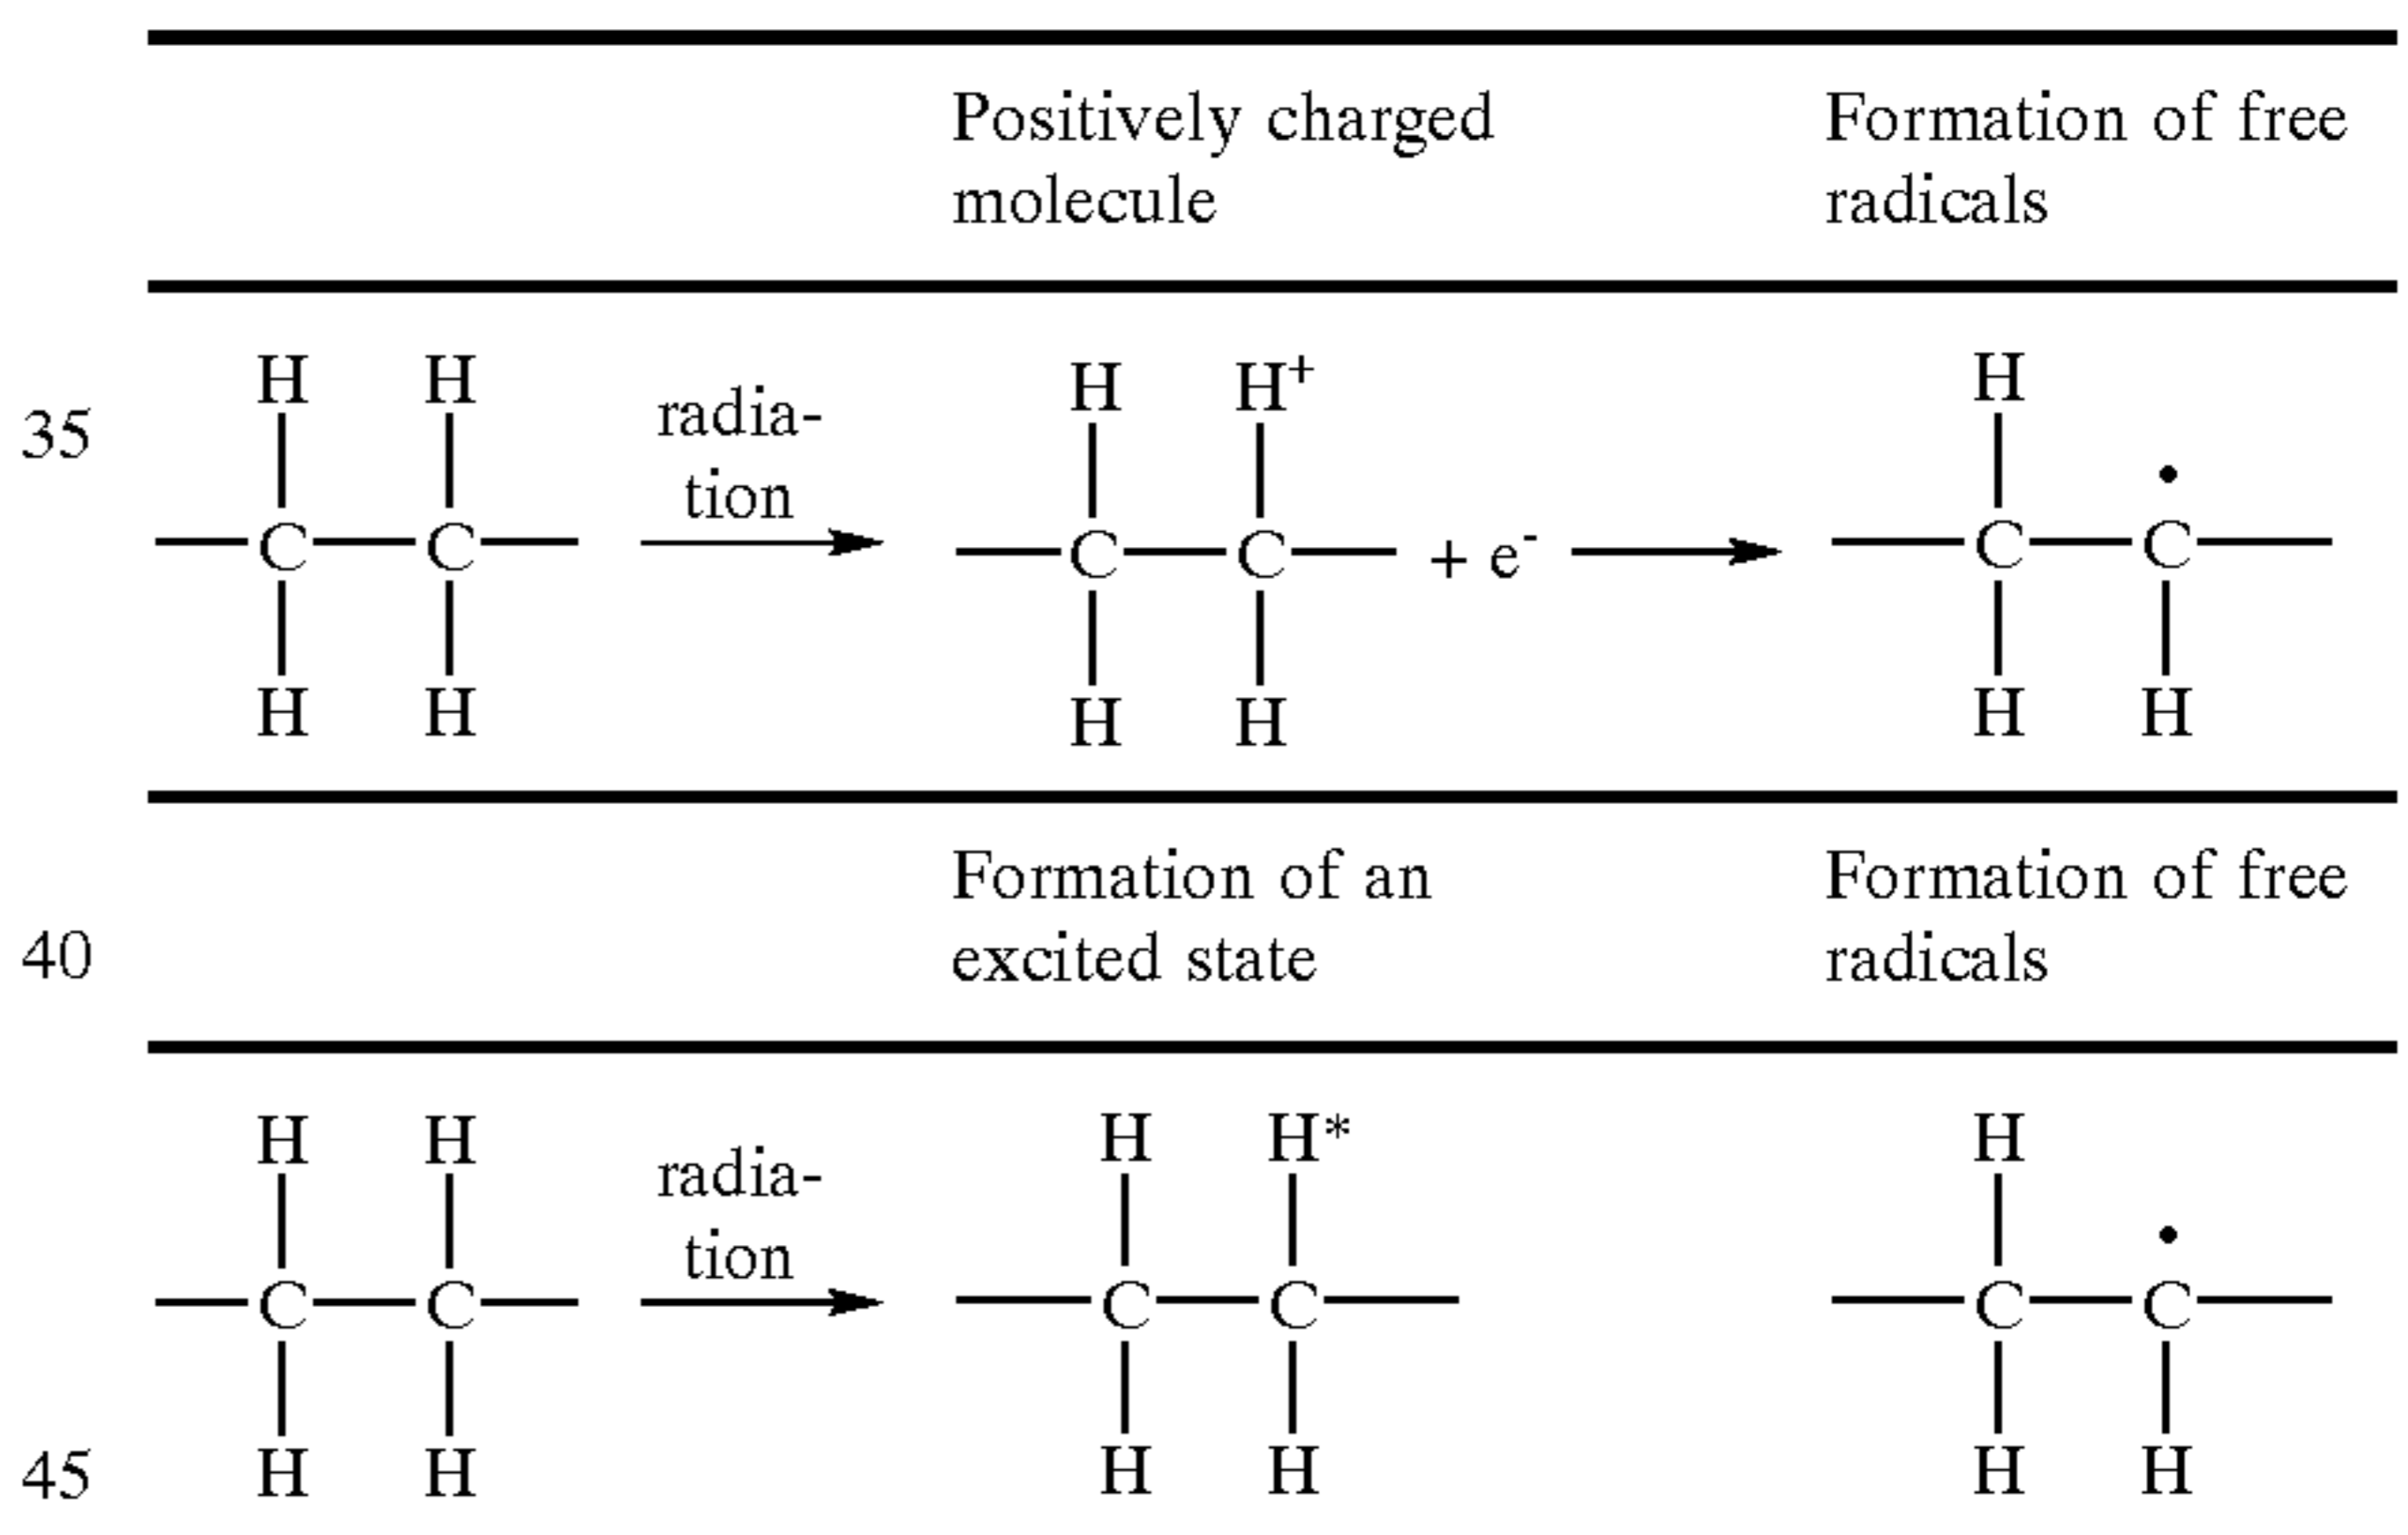 Positively charged Formation of free
molecule radicals
H H H H+ H
35 radia-
tion
C C C C + e- C C
H H H H H H
Formation of an Formation of free
40 excited state radicals
H H H H* H
radia-
tion
C C C C C C
45 H H H H H H